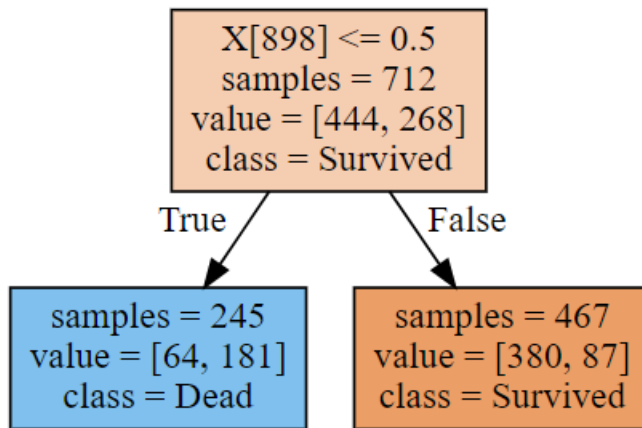 X[898] <= 0.5
samples = 712
value = [444, 268]
class = Survived
True
False
samples = 245
value = [64, 181]
class = Dead
samples = 467
value = [380, 87]
class = Survived